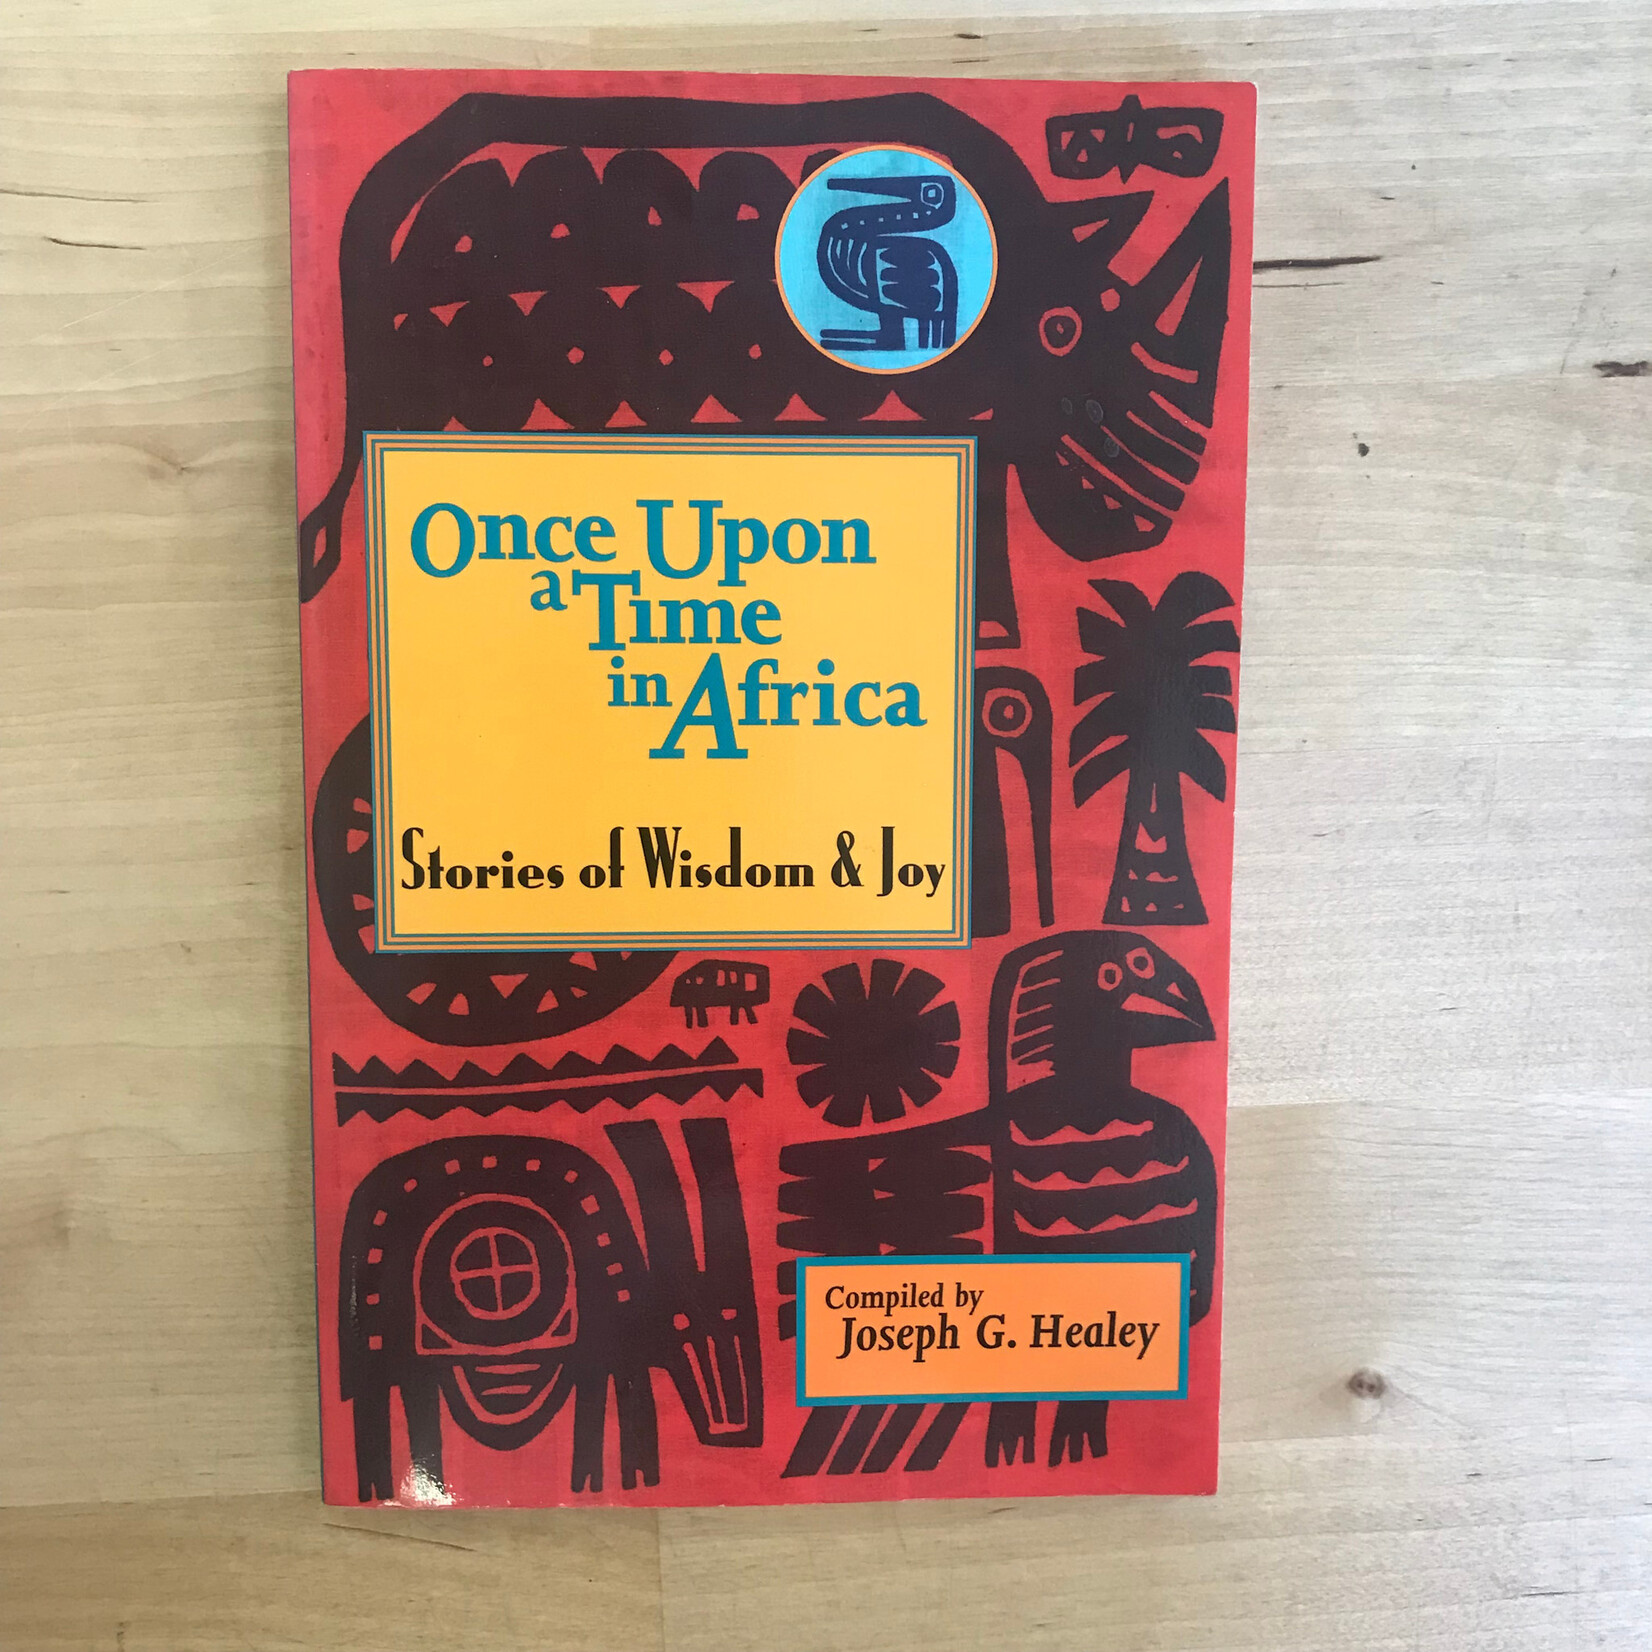 Once Upon
a Time
in Africa
Stories of Wisdom & Joy
Compiled by
Joseph G. Healey